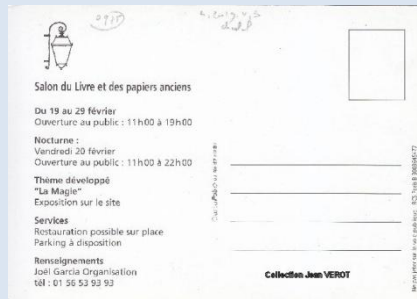 Salon du Livre et des papiers anciens
Du 19 au 29 février
Ouverture au public : 11h00 à 19h00
Nocturne :
Vandredi 20 février
Ouverture au public : 11h00 à 22h00
Thème développé
"La Magie"
Exposition sur le site
Services
Restauration possible sur place
Parking à disposition
Renseignements
Joël Garcia Organisation
tél : 01 56 53 93 93
Collection Jean VEROT